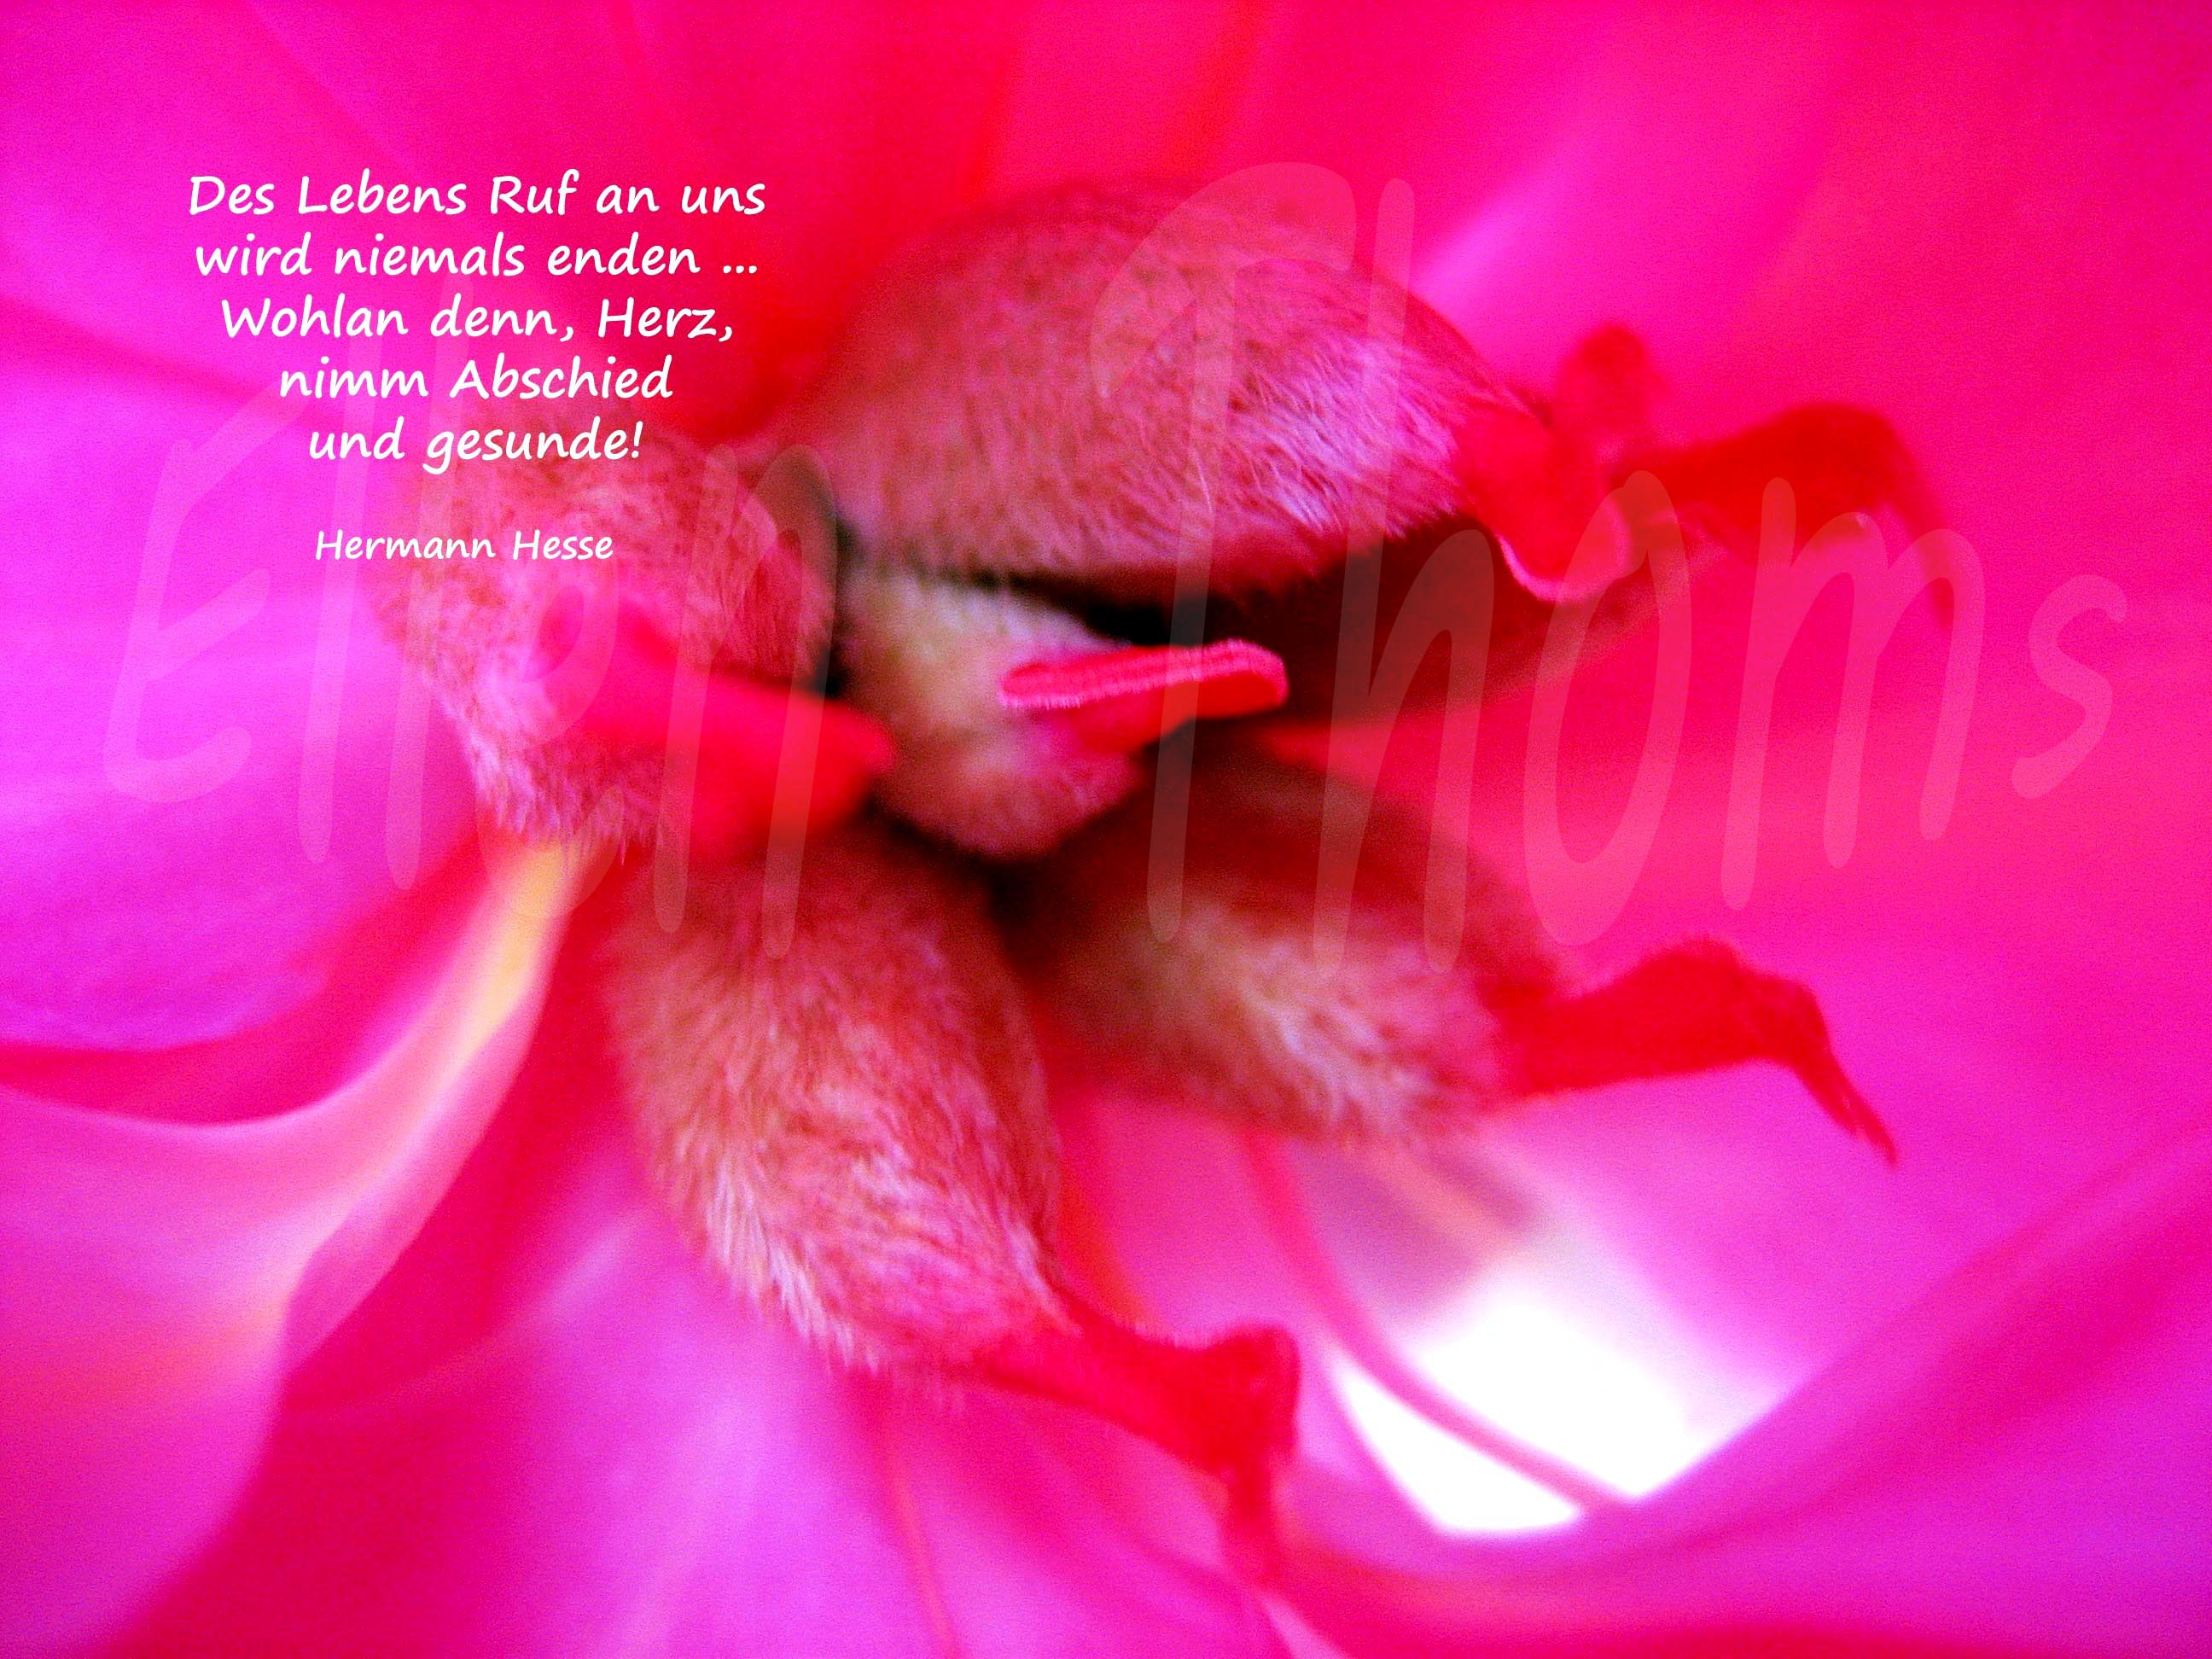 Des Lebens Ruf an uns
wird niemals enden ...
Wohlan denn, Herz,
nimm Abschied
und gesunde!
Hermann Hesse
Ellen Thoms